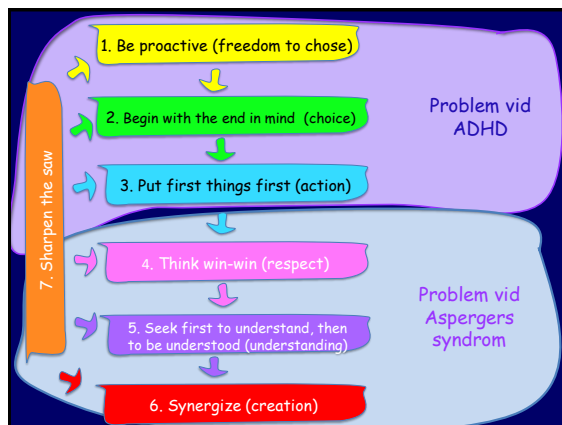 1. Be proactive (freedom to chose)
2. Begin with the end in mind (choice)
3. Put first things first (action)
Problem vid
ADHD
7. Sharpen the saw
4. Think win-win (respect)
5. Seek first to understand, then
to be understood (understanding)
6. Synergize (creation)
Problem vid
Aspergers
syndrom